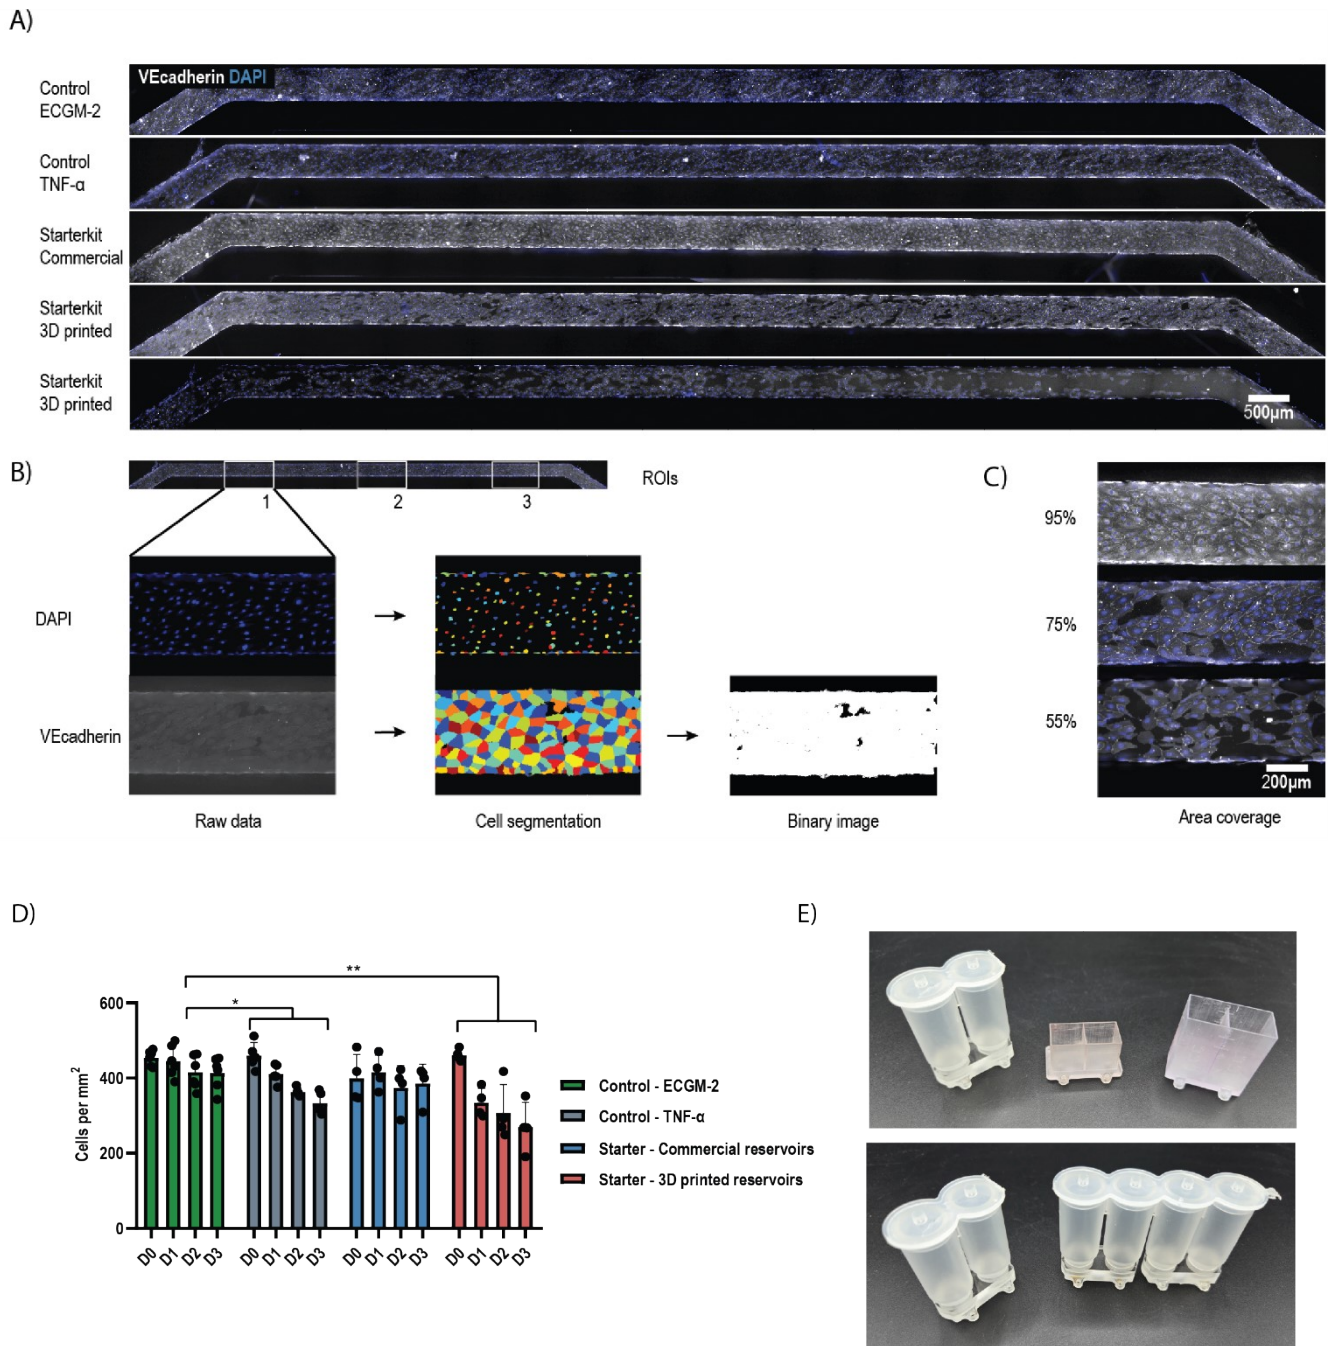 A)
VEcadherin DAPI
Control
ECGM-2
Control
TNF-α
Starterkit
Commercial
Starterkit
3D printed
Starterkit
3D printed
500µm
B)
ROIs
1
2
3
DAPI
VEcadherin
Raw data
Cell segmentation
Binary image
C)
95%
75%
55%
200µm
Area coverage
D)
**
*
Cells per mm²
600
400
200
0
D0 D1 D2 D3 D0 D1 D2 D3 D0 D1 D2 D3 D0 D1 D2 D3
Control - ECGM-2
Control - TNF-α
Starter - Commercial reservoirs
Starter - 3D printed reservoirs
E)